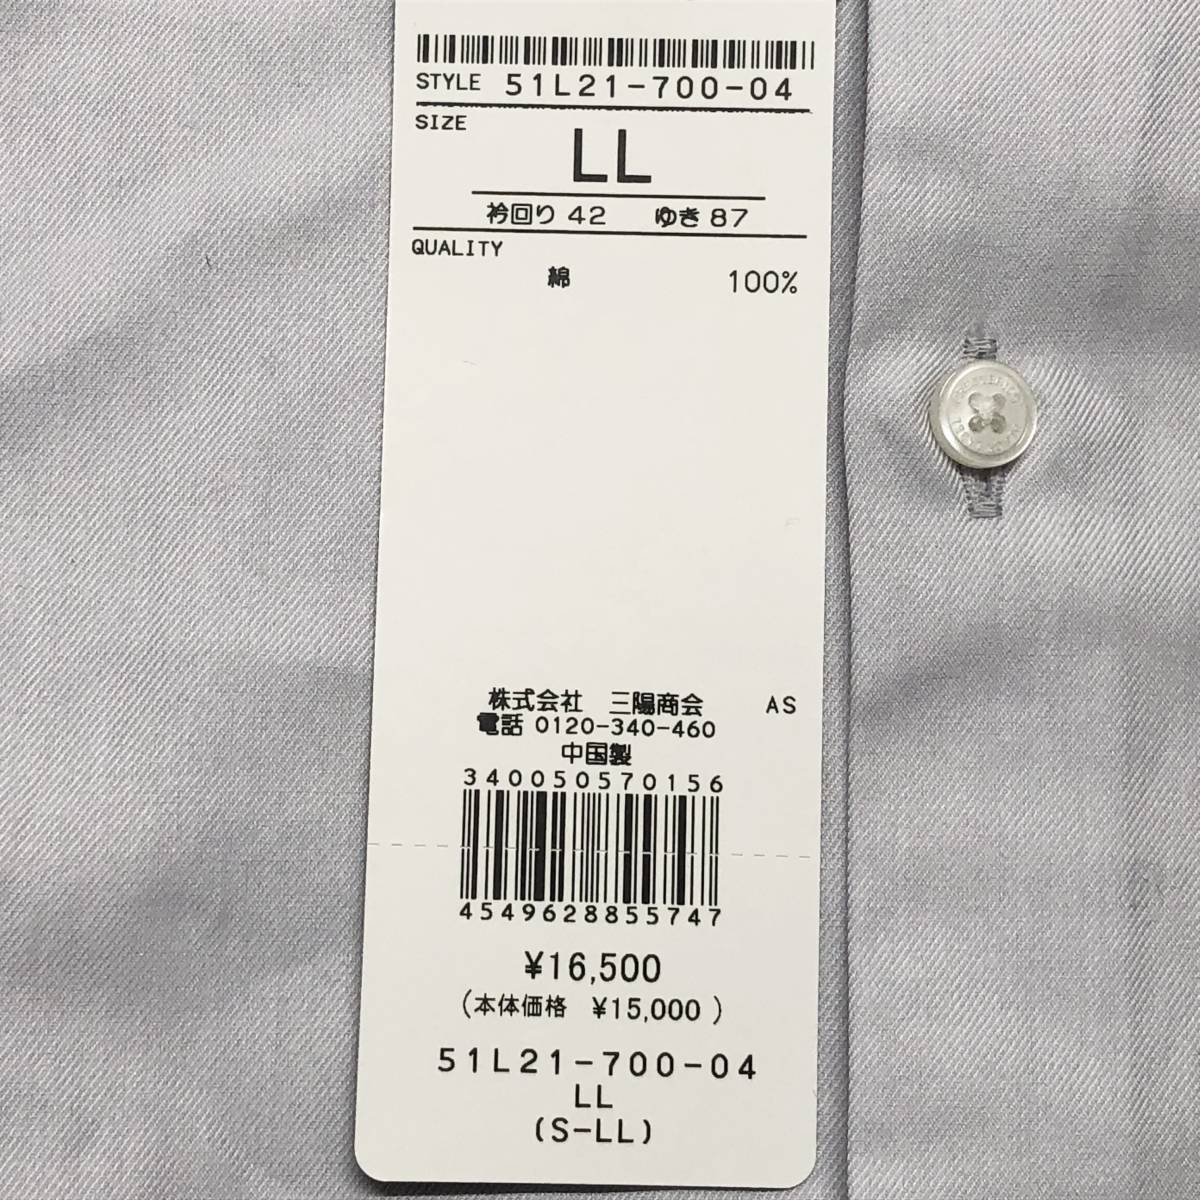 STYLE 51L21-700-04
SIZE
LL
衿回り 42 ゆき 87
QUALITY
綿 100%
株式会社 三陽商会 AS
電話 0120-340-460
中国製
340050570156
4549628855747
¥16,500
(本体価格 ¥15,000 )
51L21-700-04
LL
(S-LL)